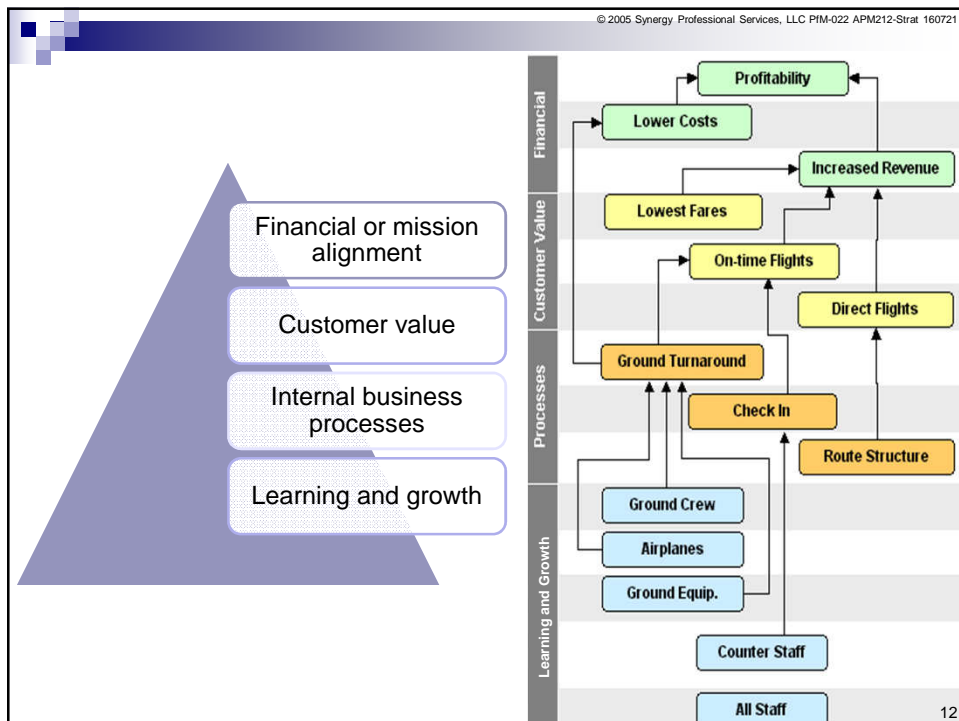 © 2005 Synergy Professional Services, LLC PfM-022 APM212-Strat 160721
Financial or mission
alignment
Customer value
Internal business
processes
Learning and growth
Financial
Profitability
Lower Costs
Increased Revenue
Customer Value
Lowest Fares
On-time Flights
Direct Flights
Processes
Ground Turnaround
Check In
Route Structure
Learning and Growth
Ground Crew
Airplanes
Ground Equip.
Counter Staff
All Staff
12